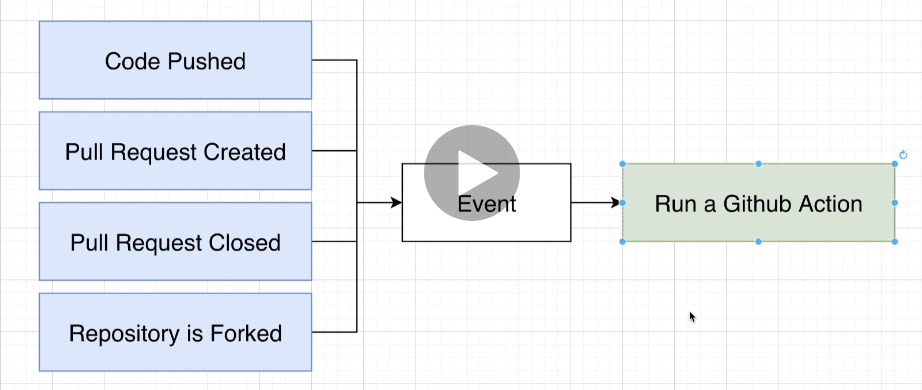 Code Pushed
Pull Request Created
Pull Request Closed
Repository is Forked
Event
Run a Github Action